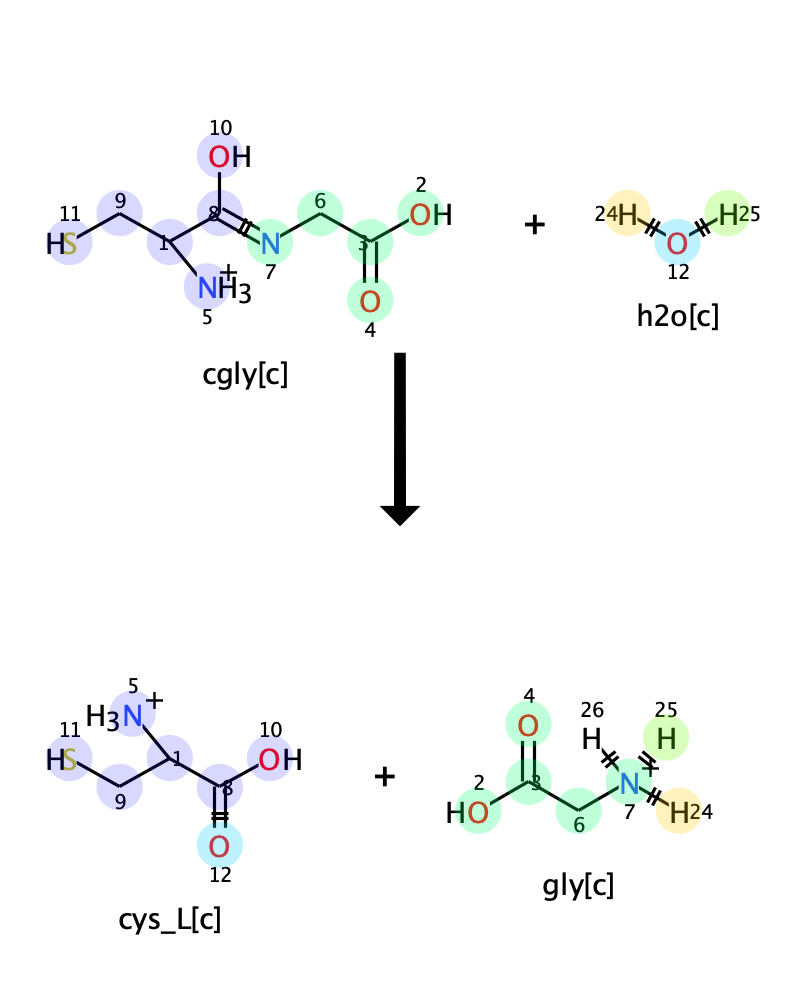 10
OH
11 9 8 6 2
HS 1 N 3 OH
7
NH3 +
5 O
4
cgly[c]
+
24H H25
O
12
h2o[c]
5
H3N +
11 10
HS 1 OH
9 8
O
12
cys_L[c]
+
4
O 26 25
H H
2 3 N +
HO 6 7 H24
gly[c]